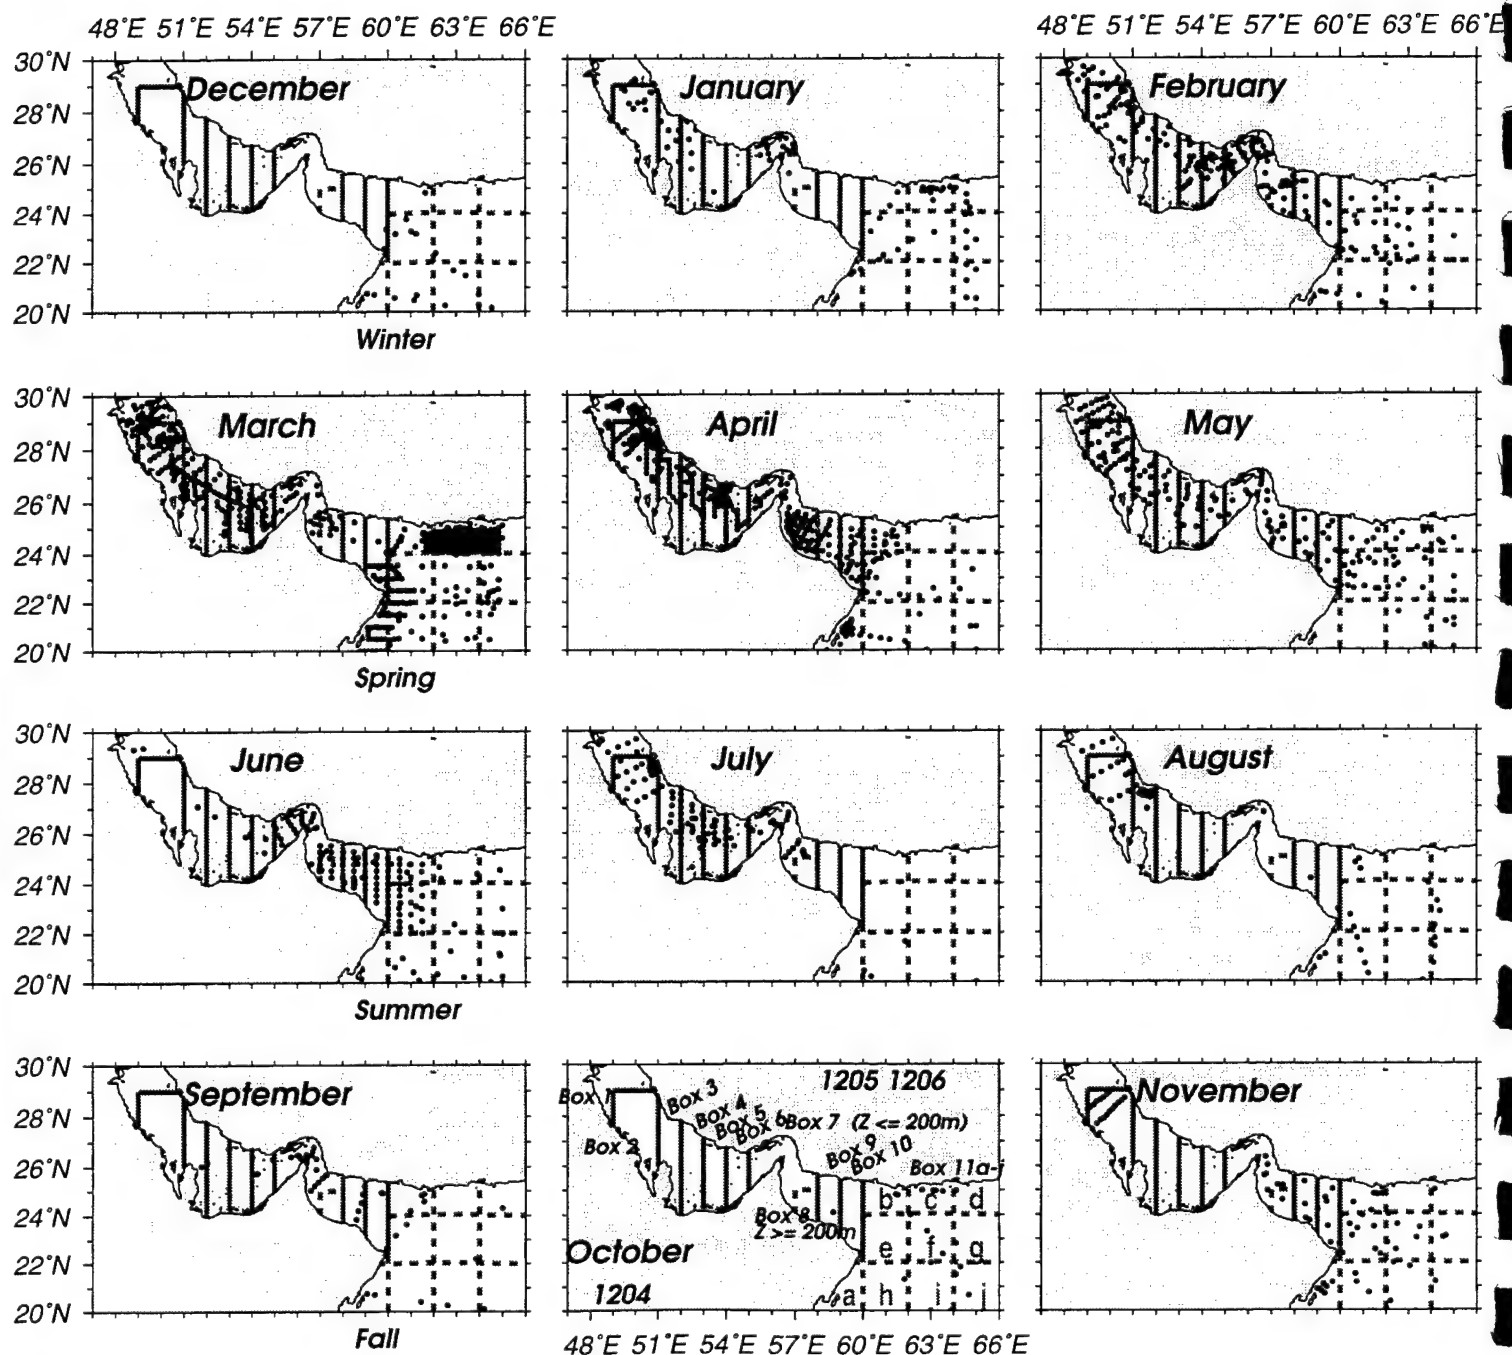 48°E 51°E 54°E 57°E 60°E 63°E 66°E
48°E 51°E 54°E 57°E 60°E 63°E 66°E
30°N
28°N
26°N
24°N
22°N
20°N
December
January
February
Winter
30°N
28°N
26°N
24°N
22°N
20°N
March
April
May
Spring
30°N
28°N
26°N
24°N
22°N
20°N
June
July
August
Summer
30°N
28°N
26°N
24°N
22°N
20°N
September
1205 1206
Box 1
Box 2
Box 3
Box 4
Box 5
Box 6
Box 7 (Z <= 200m)
Box 9
Box 10
Box 11a-j
b c d
Box 8
Z >= 200m
e f g
October
1204
a h i j
November
Fall
48°E 51°E 54°E 57°E 60°E 63°E 66°E